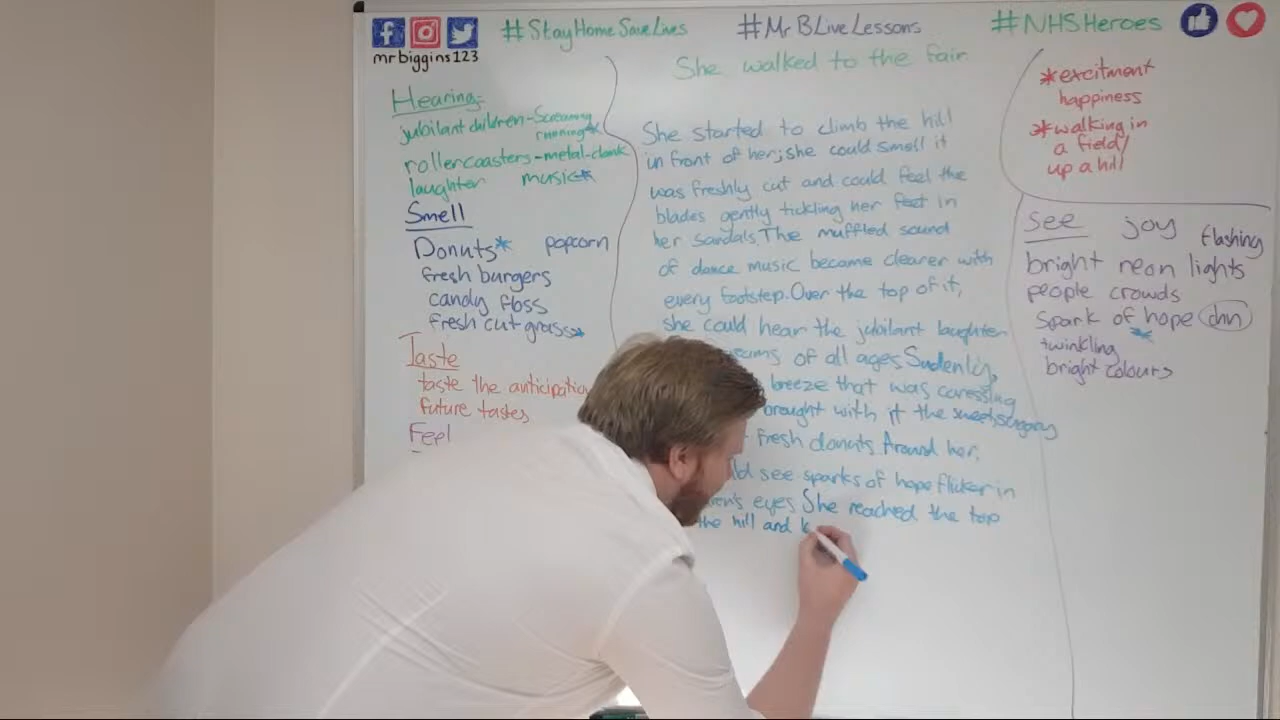 #StayHomeSaveLives
#MrBLiveLessons
#NHSHeroes
mrbiggins123
She walked to the fair
Hearing-
jubilant children-Screaming
running*
rollercoasters-metal-clank
laughter music*
Smell
Donuts* popcorn
fresh burgers
candy floss
fresh cut grass*
Taste
taste the anticipation
future tastes
Feel
She started to climb the hill
in front of her; she could smell it
was freshly cut and could feel the
blades gently tickling her feet in
her sandals. The muffled sound
of dance music became clearer with
every footstep. Over the top of it,
she could hear the jubilant laughter
of all ages. Suddenly,
breeze that was caressing
brought with it the sweet, sugary
fresh donuts. Around her,
see sparks of hope flicker in
eyes. She reached the top
the hill and k
*excitment
happiness
*walking in
a field/
up a hill
see joy flashing
bright neon lights
people crowds
spark of hope chn
*
twinkling
bright colours